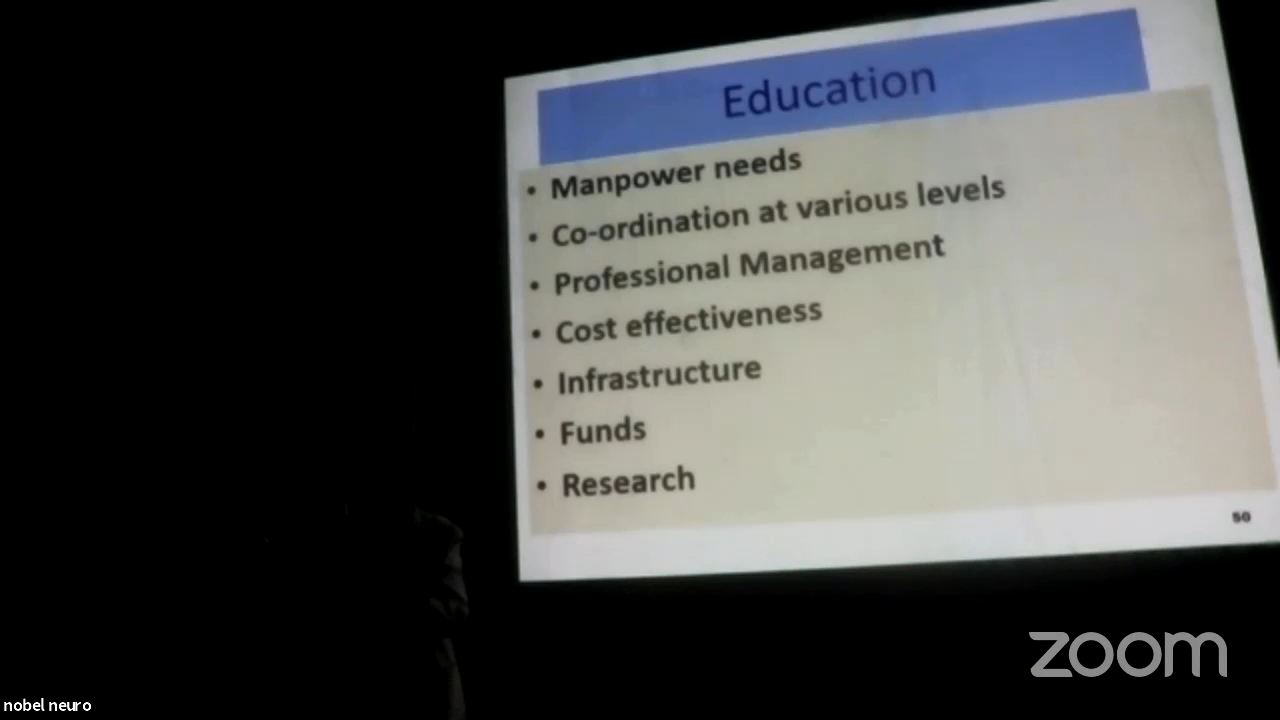 Education
• Manpower needs
• Co-ordination at various levels
• Professional Management
• Cost effectiveness
• Infrastructure
• Funds
• Research
50
zoom
nobel neuro